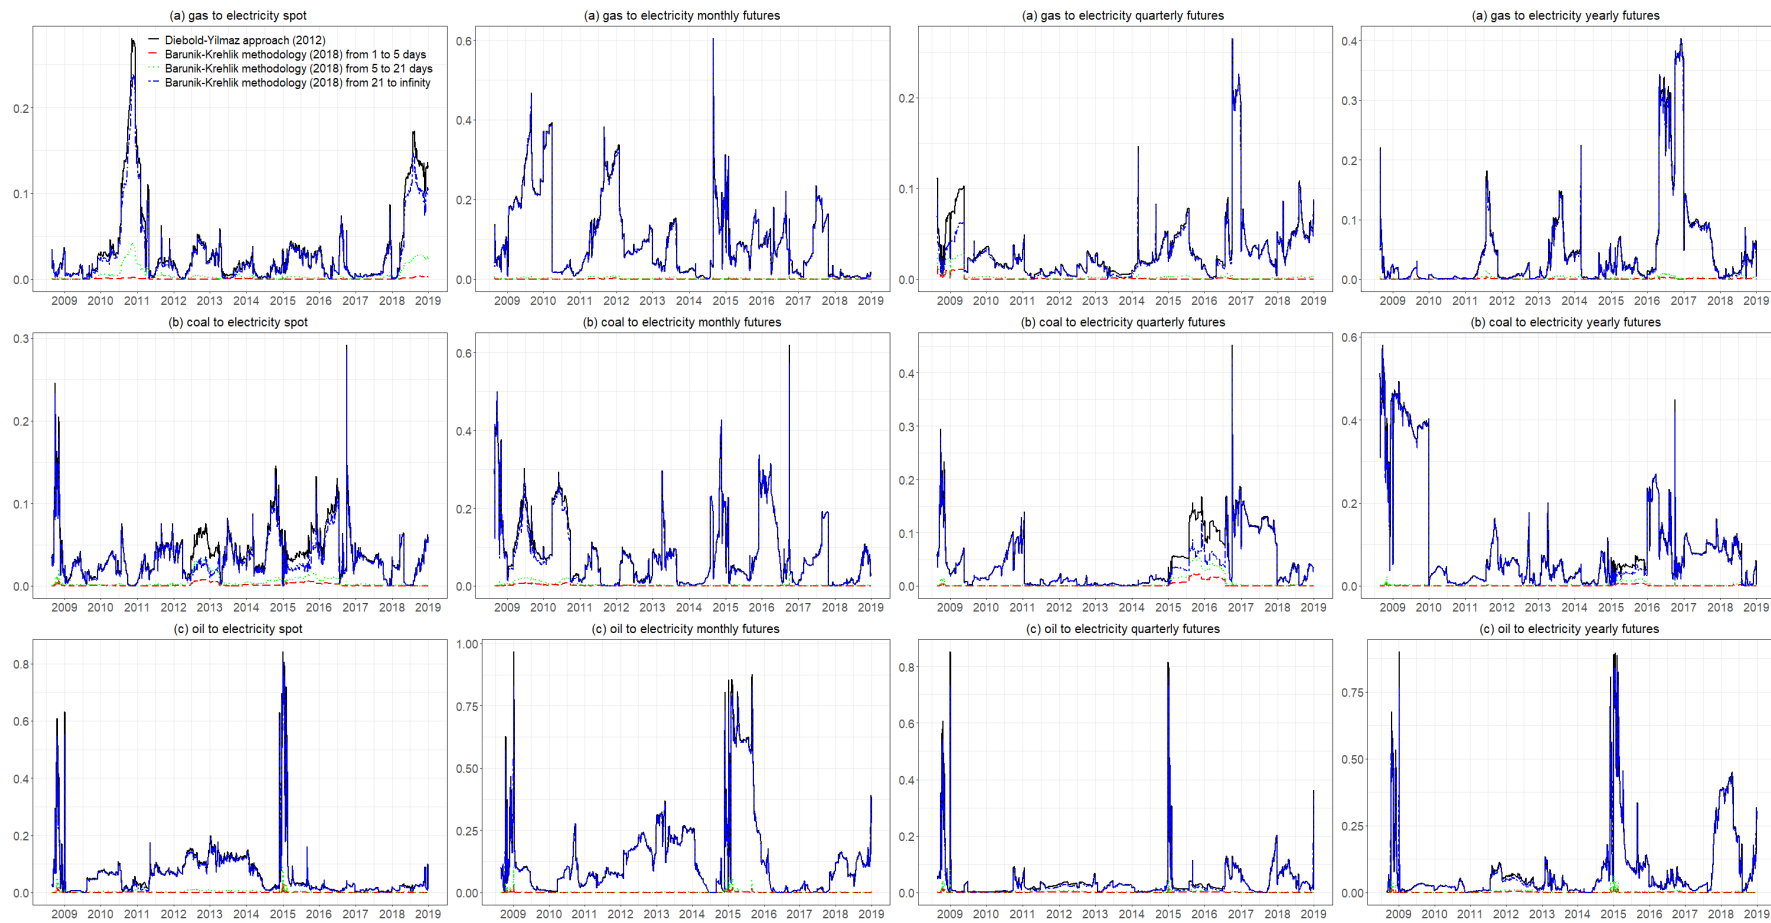 (a) gas to electricity spot
Diebold-Yilmaz approach (2012)
Barunik-Krehlik methodology (2018) from 1 to 5 days
Barunik-Krehlik methodology (2018) from 5 to 21 days
Barunik-Krehlik methodology (2018) from 21 to infinity
0.2
0.1
0.0
2009 2010 2011 2012 2013 2014 2015 2016 2017 2018 2019
(a) gas to electricity monthly futures
0.6
0.4
0.2
0.0
2009 2010 2011 2012 2013 2014 2015 2016 2017 2018 2019
(a) gas to electricity quarterly futures
0.2
0.1
0.0
2009 2010 2011 2012 2013 2014 2015 2016 2017 2018 2019
(a) gas to electricity yearly futures
0.4
0.3
0.2
0.1
0.0
2009 2010 2011 2012 2013 2014 2015 2016 2017 2018 2019
(b) coal to electricity spot
0.3
0.2
0.1
0.0
2009 2010 2011 2012 2013 2014 2015 2016 2017 2018 2019
(b) coal to electricity monthly futures
0.6
0.4
0.2
0.0
2009 2010 2011 2012 2013 2014 2015 2016 2017 2018 2019
(b) coal to electricity quarterly futures
0.4
0.3
0.2
0.1
0.0
2009 2010 2011 2012 2013 2014 2015 2016 2017 2018 2019
(b) coal to electricity yearly futures
0.6
0.4
0.2
0.0
2009 2010 2011 2012 2013 2014 2015 2016 2017 2018 2019
(c) oil to electricity spot
0.8
0.6
0.4
0.2
0.0
2009 2010 2011 2012 2013 2014 2015 2016 2017 2018 2019
(c) oil to electricity monthly futures
1.00
0.75
0.50
0.25
0.00
2009 2010 2011 2012 2013 2014 2015 2016 2017 2018 2019
(c) oil to electricity quarterly futures
0.8
0.6
0.4
0.2
0.0
2009 2010 2011 2012 2013 2014 2015 2016 2017 2018 2019
(c) oil to electricity yearly futures
0.75
0.50
0.25
0.00
2009 2010 2011 2012 2013 2014 2015 2016 2017 2018 2019